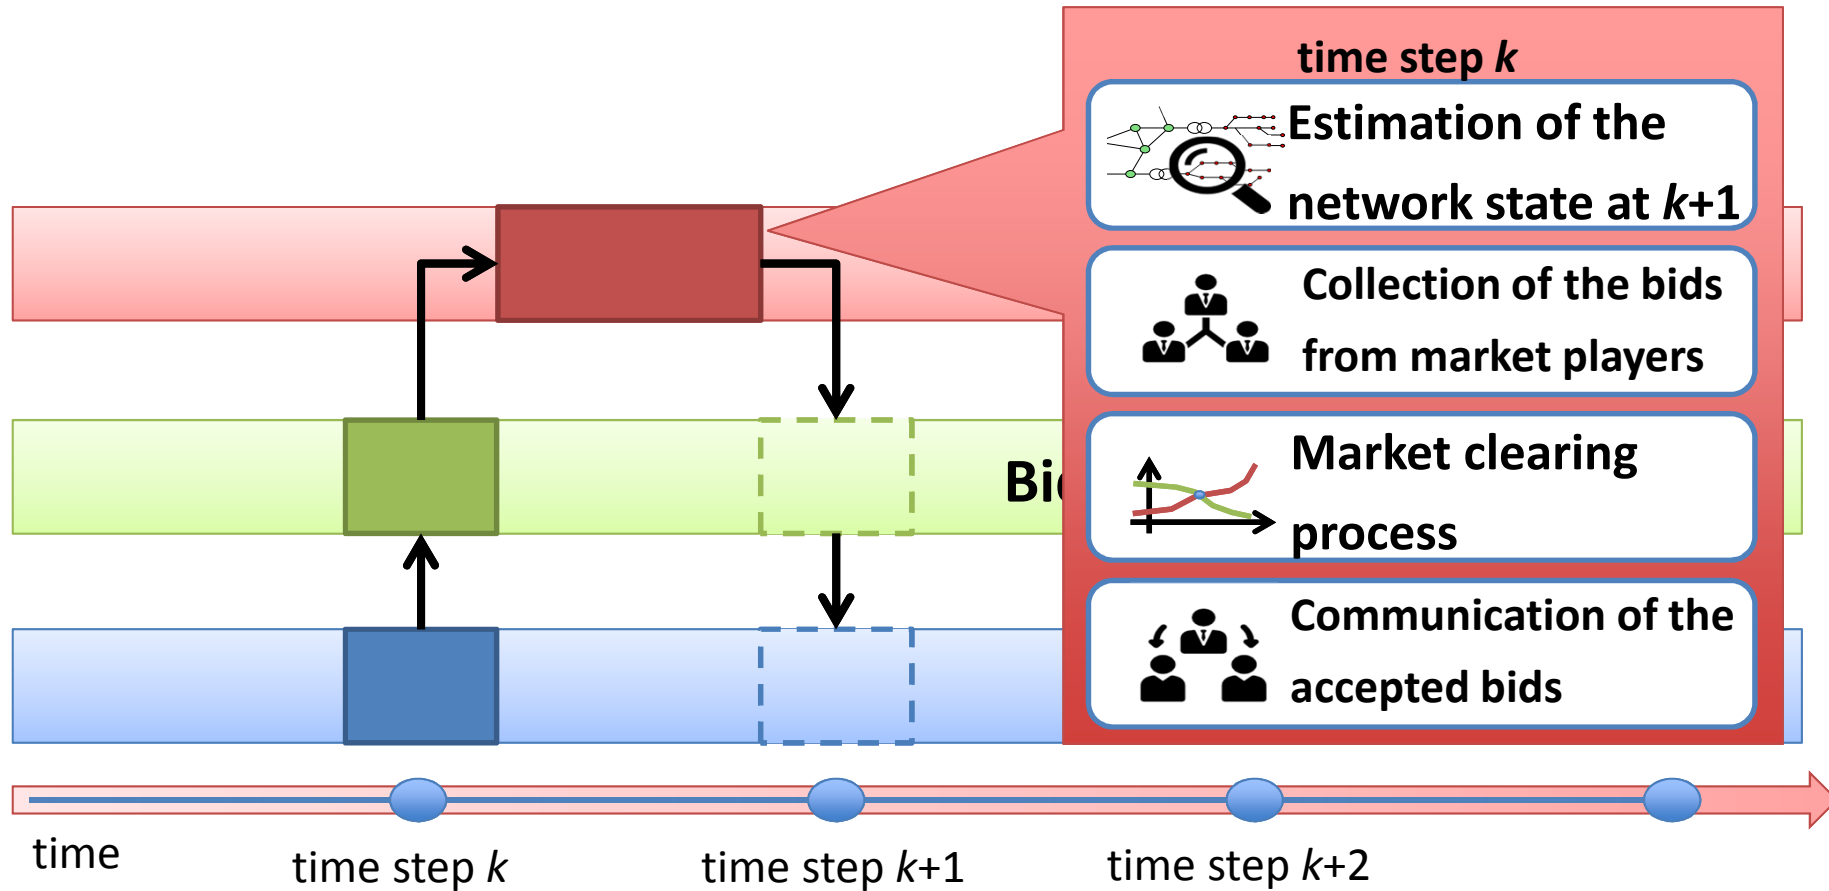 time step k
Estimation of the
network state at k+1
Collection of the bids
from market players
Market clearing
process
Communication of the
accepted bids
time
time step k
time step k+1
time step k+2